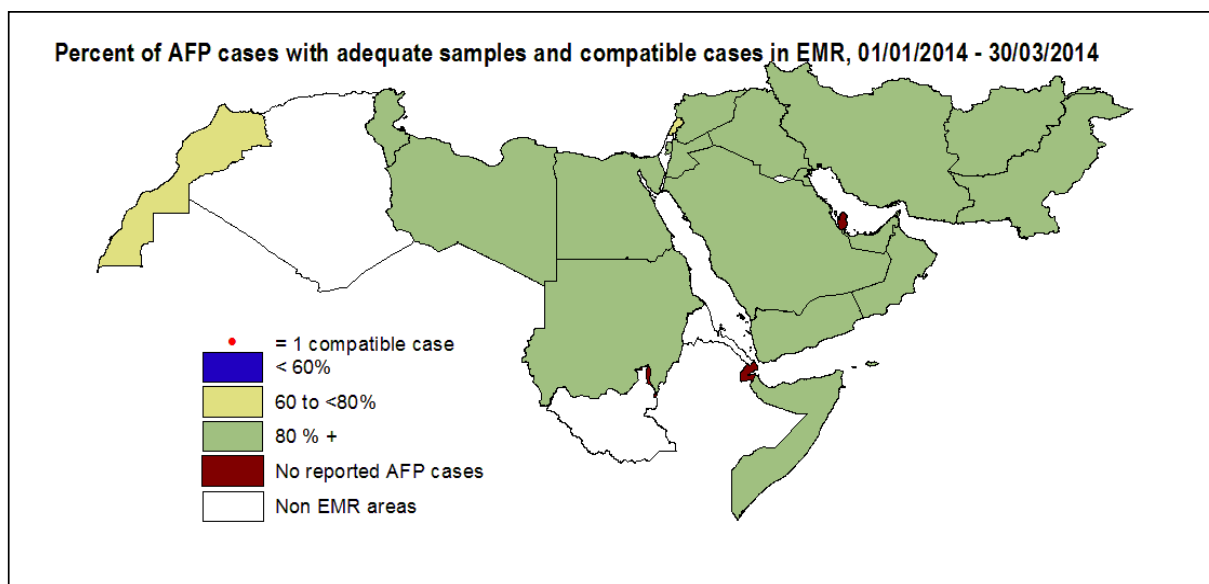 Percent of AFP cases with adequate samples and compatible cases in EMR, 01/01/2014 - 30/03/2014
= 1 compatible case
< 60%
60 to <80%
80 % +
No reported AFP cases
Non EMR areas